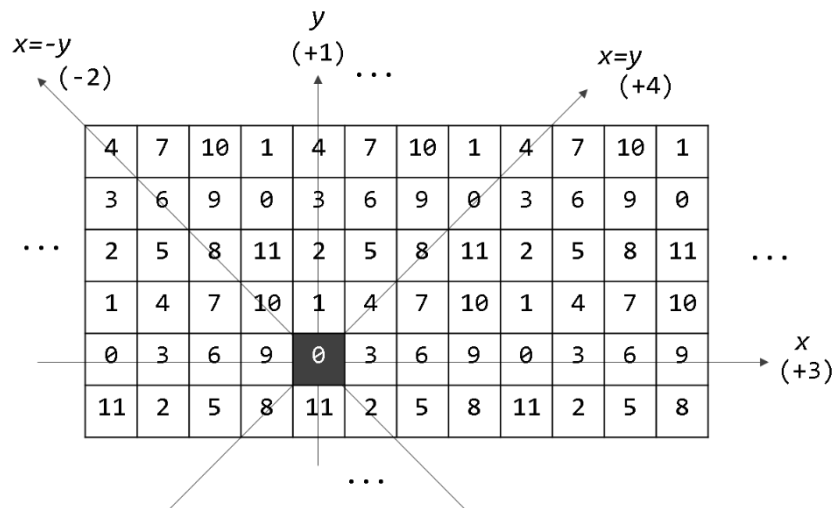 y
(+1) ...
x=-y
(-2)
x=y
(+4)
4 7 10 1 4 7 10 1 4 7 10 1
3 6 9 0 3 6 9 0 3 6 9 0
... 2 5 8 11 2 5 8 11 2 5 8 11 ...
1 4 7 10 1 4 7 10 1 4 7 10
0 3 6 9 0 3 6 9 0 3 6 9
x
(+3)
11 2 5 8 11 2 5 8 11 2 5 8
...